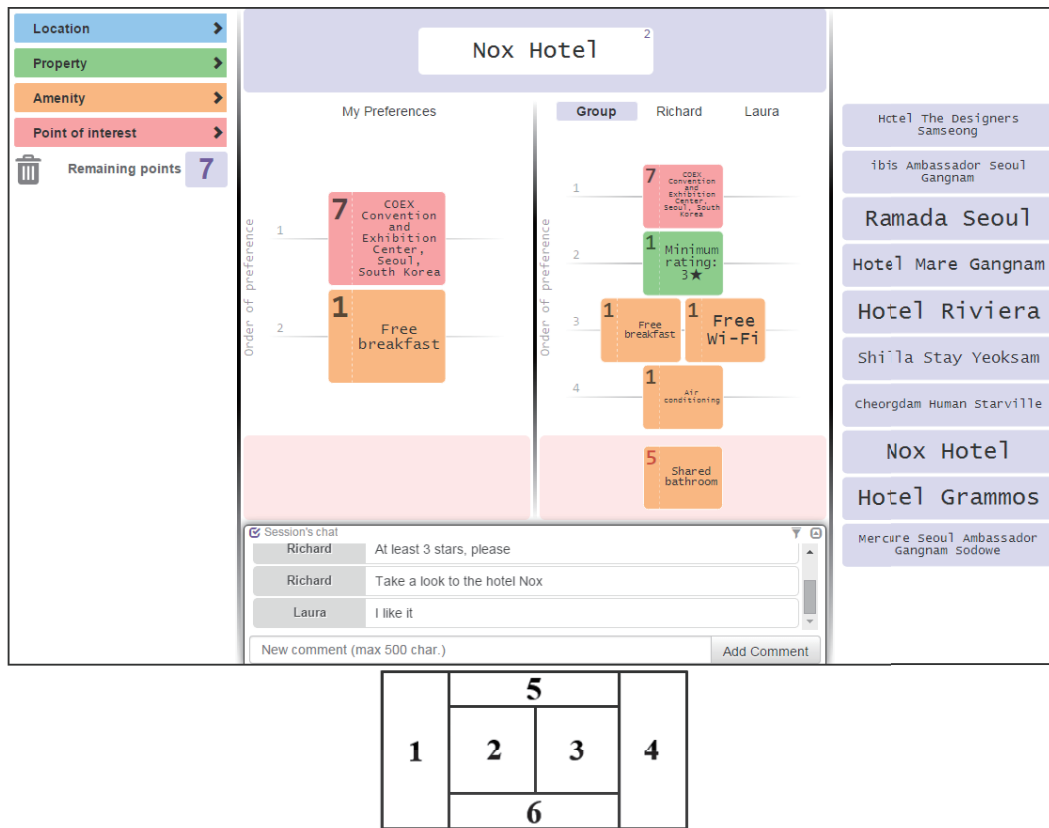 Location
Property
Amenity
Point of interest
Remaining points 7
Nox Hotel
2
My Preferences
Order of preference
1
7
COEX
Convention
and
Exhibition
Center,
Seoul,
South Korea
2
1
Free
breakfast
Group Richard Laura
Order of preference
1
7
COEX
Convention
and
Exhibition
Center,
Seoul, South
Korea
2
1
Minimum
rating:
3★
3
1
Free
breakfast
1
Free
Wi-Fi
4
1
Air
conditioning
5
Shared
bathroom
Session's chat
Richard At least 3 stars, please
Richard Take a look to the hotel Nox
Laura I like it
New comment (max 500 char.) Add Comment
Hotel The Designers
Samseong
ibis Ambassador Seoul
Gangnam
Ramada Seoul
Hotel Mare Gangnam
Hotel Riviera
Shilla Stay Yeoksam
Cheorgdam Human Starville
Nox Hotel
Hotel Grammos
Mercure Seoul Ambassador
Gangnam Sodowe
5
1 2 3 4
6